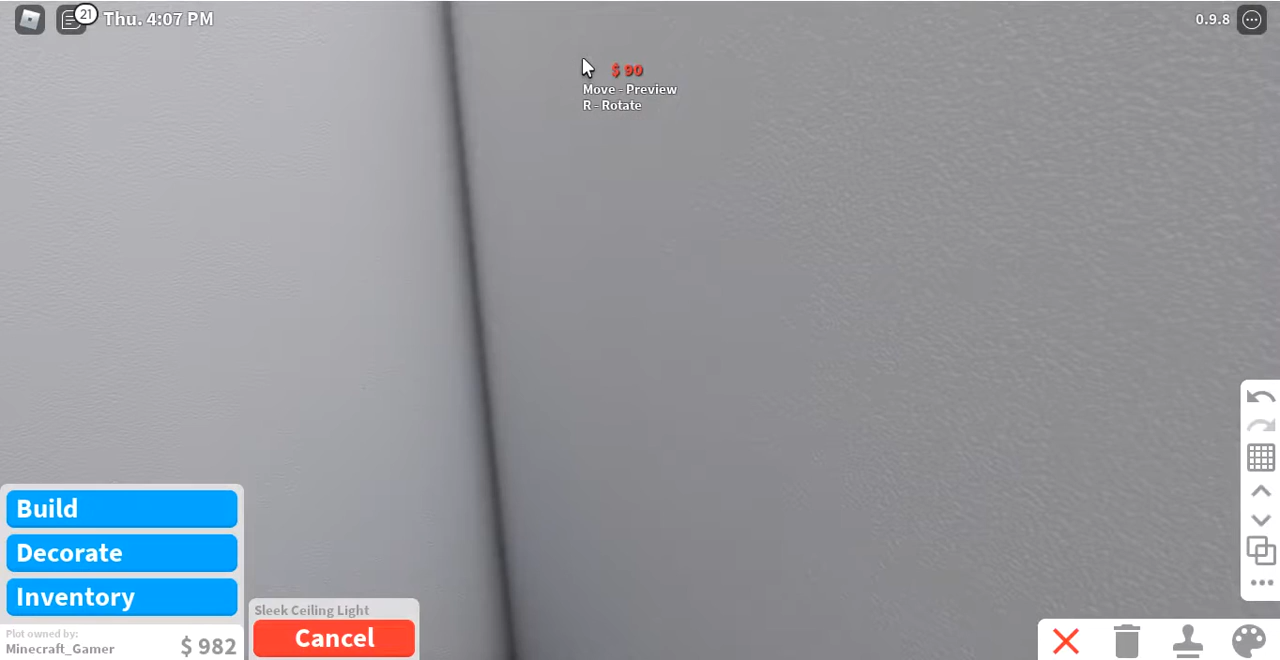 21
Thu. 4:07 PM
0.9.8
$ 90
Move - Preview
R - Rotate
Build
Decorate
Inventory
Plot owned by:
Minecraft_Gamer
$ 982
Sleek Ceiling Light
Cancel